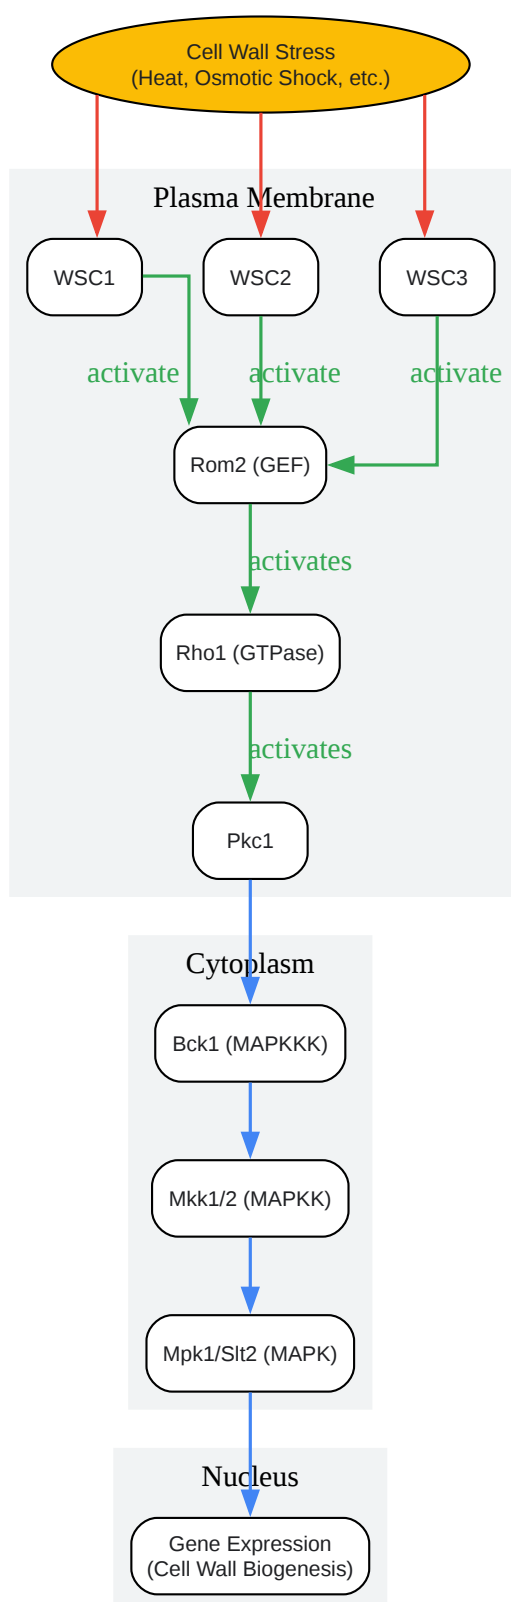 Cell Wall Stress
(Heat, Osmotic Shock, etc.)
Plasma Membrane
WSC1
WSC2
WSC3
activate
activate
activate
Rom2 (GEF)
activates
Rho1 (GTPase)
activates
Pkc1
Cytoplasm
Bck1 (MAPKKK)
Mkk1/2 (MAPKK)
Mpk1/Slt2 (MAPK)
Nucleus
Gene Expression
(Cell Wall Biogenesis)